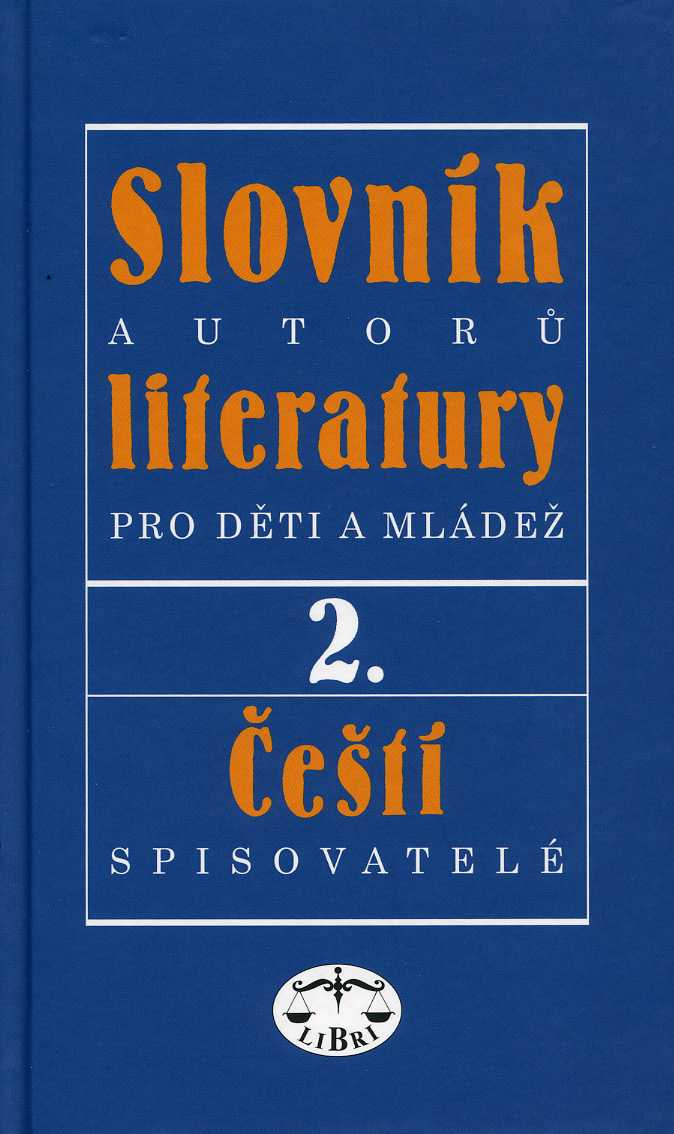 Slovník
AUTORŮ
literatury
PRO DĚTI A MLÁDEŽ
2.
Čeští
SPISOVATELÉ
LIBRI